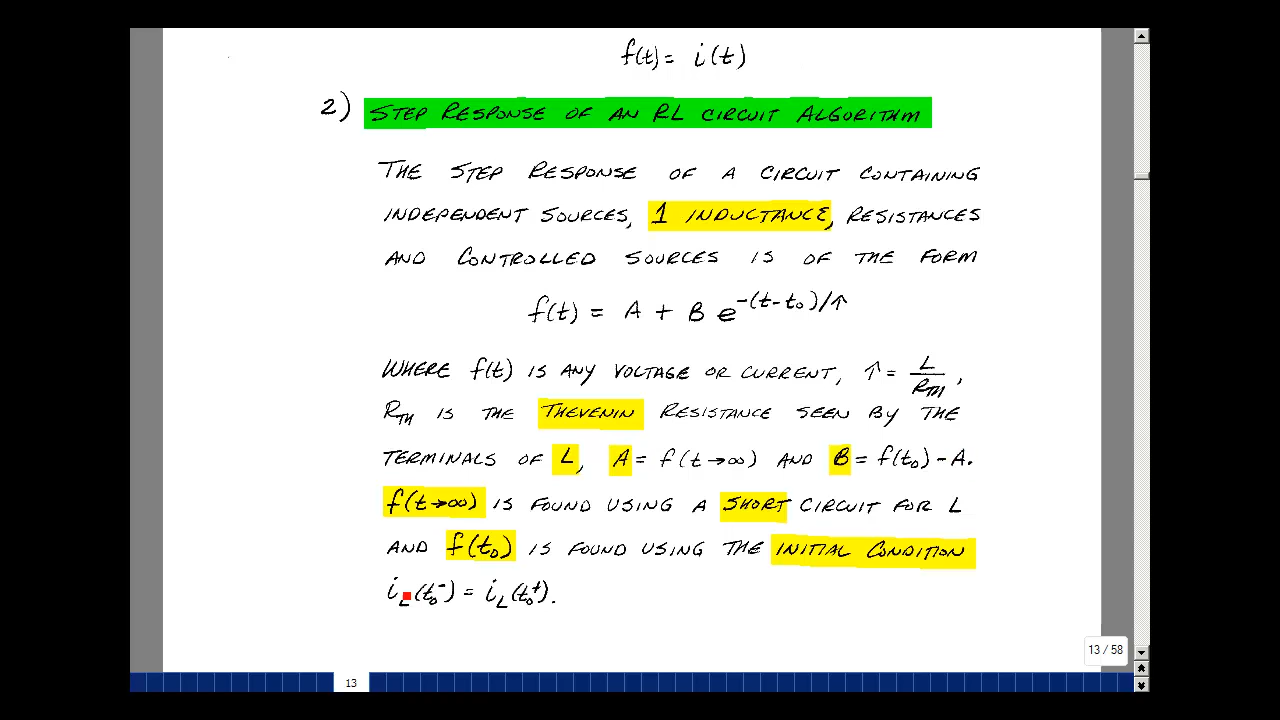 f(t) = i(t)
2) STEP RESPONSE OF AN RL CIRCUIT ALGORITHM
THE STEP RESPONSE OF A CIRCUIT CONTAINING
INDEPENDENT SOURCES, 1 INDUCTANCE, RESISTANCES
AND CONTROLLED SOURCES IS OF THE FORM
f(t) = A + B e^-(t-t₀)/τ
WHERE f(t) IS ANY VOLTAGE OR CURRENT, τ = L/R_TH,
R_TH IS THE THEVENIN RESISTANCE SEEN BY THE
TERMINALS OF L, A = f(t→∞) AND B = f(t₀) - A.
f(t→∞) IS FOUND USING A SHORT CIRCUIT FOR L
AND f(t₀) IS FOUND USING THE INITIAL CONDITION
i_L(t₀⁻) = i_L(t₀⁺).
13 / 58
13